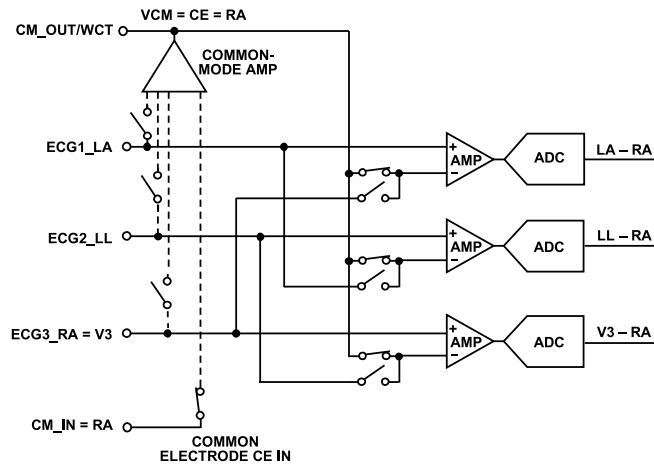 VCM = CE = RA
CM_OUT/WCT
COMMON-
MODE AMP
ECG1_LA
+
AMP
–
ADC
LA – RA
ECG2_LL
+
AMP
–
ADC
LL – RA
ECG3_RA = V3
+
AMP
–
ADC
V3 – RA
CM_IN = RA
COMMON
ELECTRODE CE IN